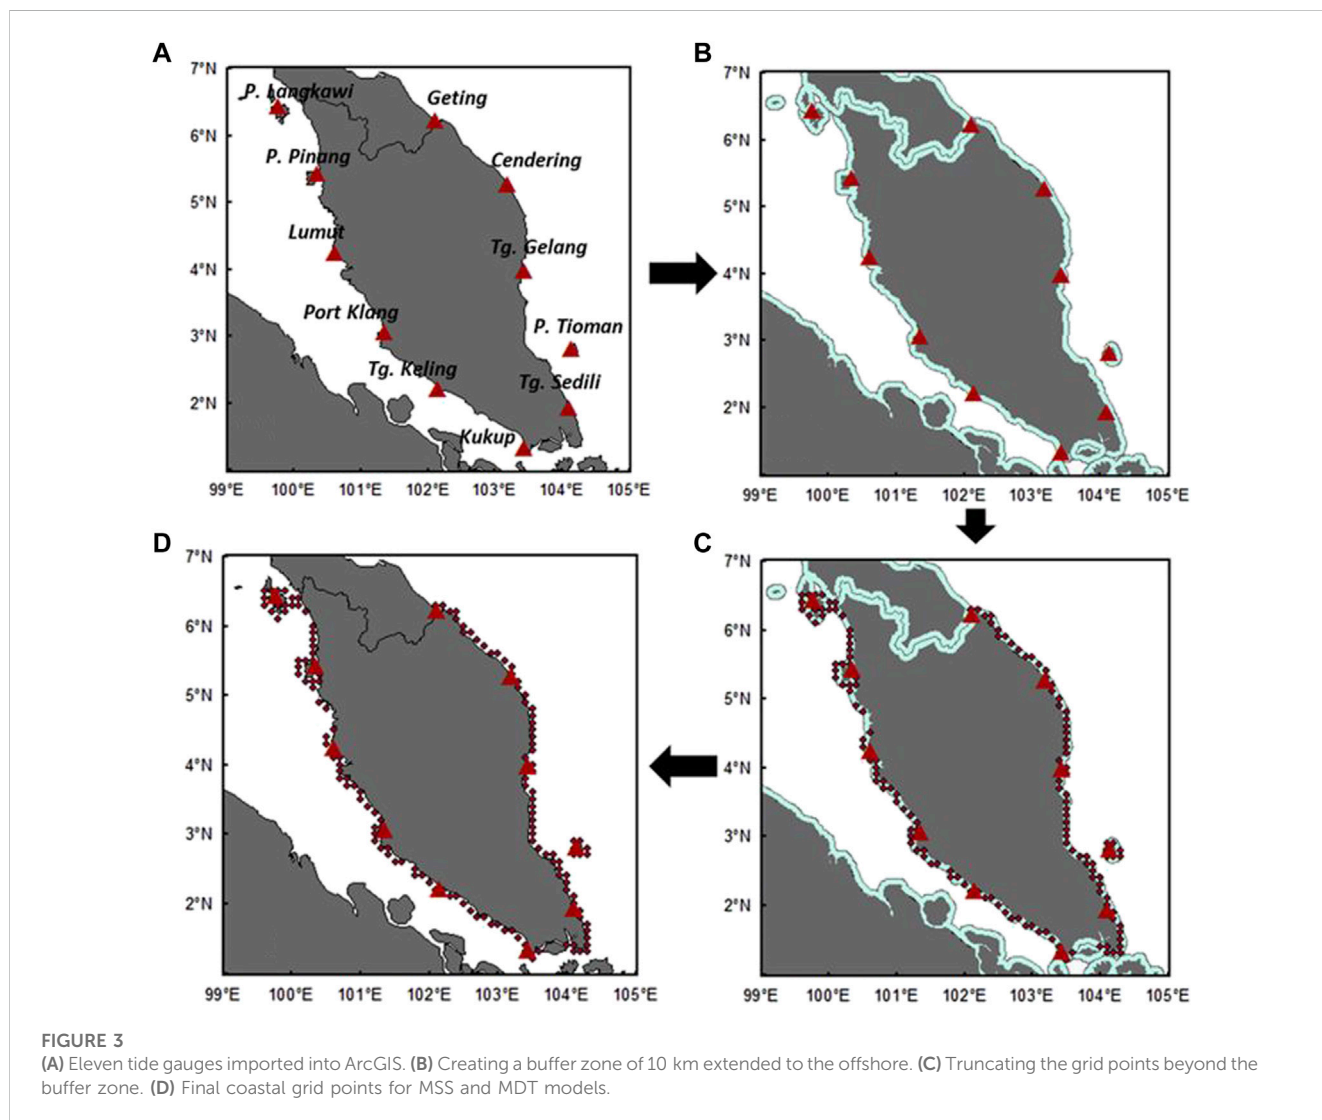 A
7°N
P. Langkawi
Geting
6°N
P. Pinang
Cendering
5°N
Lumut
Tg. Gelang
4°N
Port Klang
P. Tioman
3°N
Tg. Keling
Tg. Sedili
2°N
Kukup
99°E 100°E 101°E 102°E 103°E 104°E 105°E
B
7°N
6°N
5°N
4°N
3°N
2°N
99°E 100°E 101°E 102°E 103°E 104°E 105°E
D
7°N
6°N
5°N
4°N
3°N
2°N
99°E 100°E 101°E 102°E 103°E 104°E 105°E
C
7°N
6°N
5°N
4°N
3°N
2°N
99°E 100°E 101°E 102°E 103°E 104°E 105°E
FIGURE 3
(A) Eleven tide gauges imported into ArcGIS. (B) Creating a buffer zone of 10 km extended to the offshore. (C) Truncating the grid points beyond the
buffer zone. (D) Final coastal grid points for MSS and MDT models.